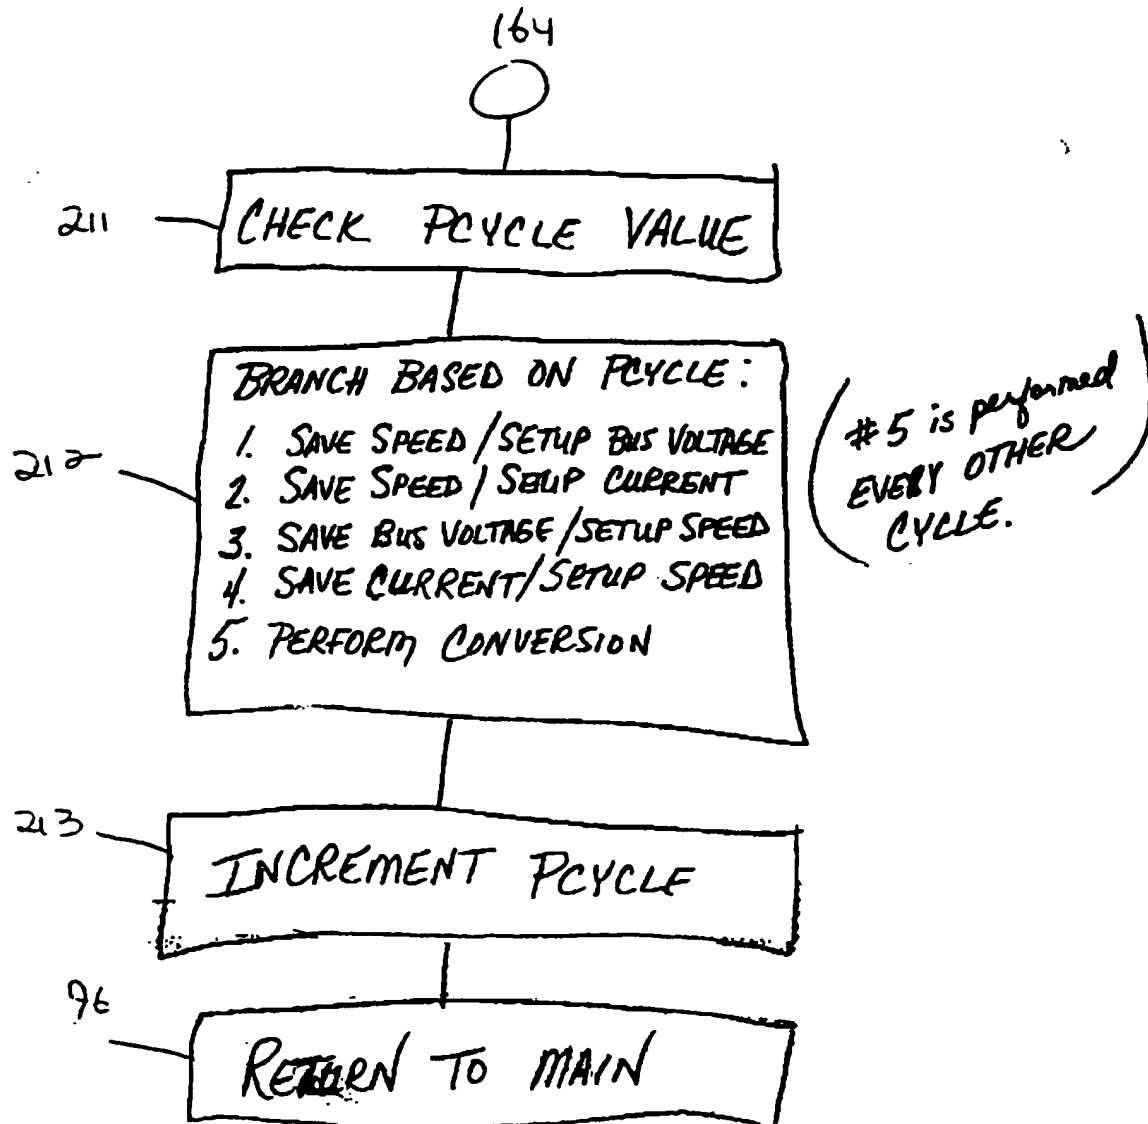 164
211
CHECK PCYCLE VALUE
212
BRANCH BASED ON PCYCLE:
1. SAVE SPEED/SETUP BUS VOLTAGE
2. SAVE SPEED/SETUP CURRENT
3. SAVE BUS VOLTAGE/SETUP SPEED
4. SAVE CURRENT/SETUP SPEED
5. PERFORM CONVERSION
(#5 is performed
EVERY OTHER
CYCLE.)
213
INCREMENT PCYCLE
76
RETURN TO MAIN